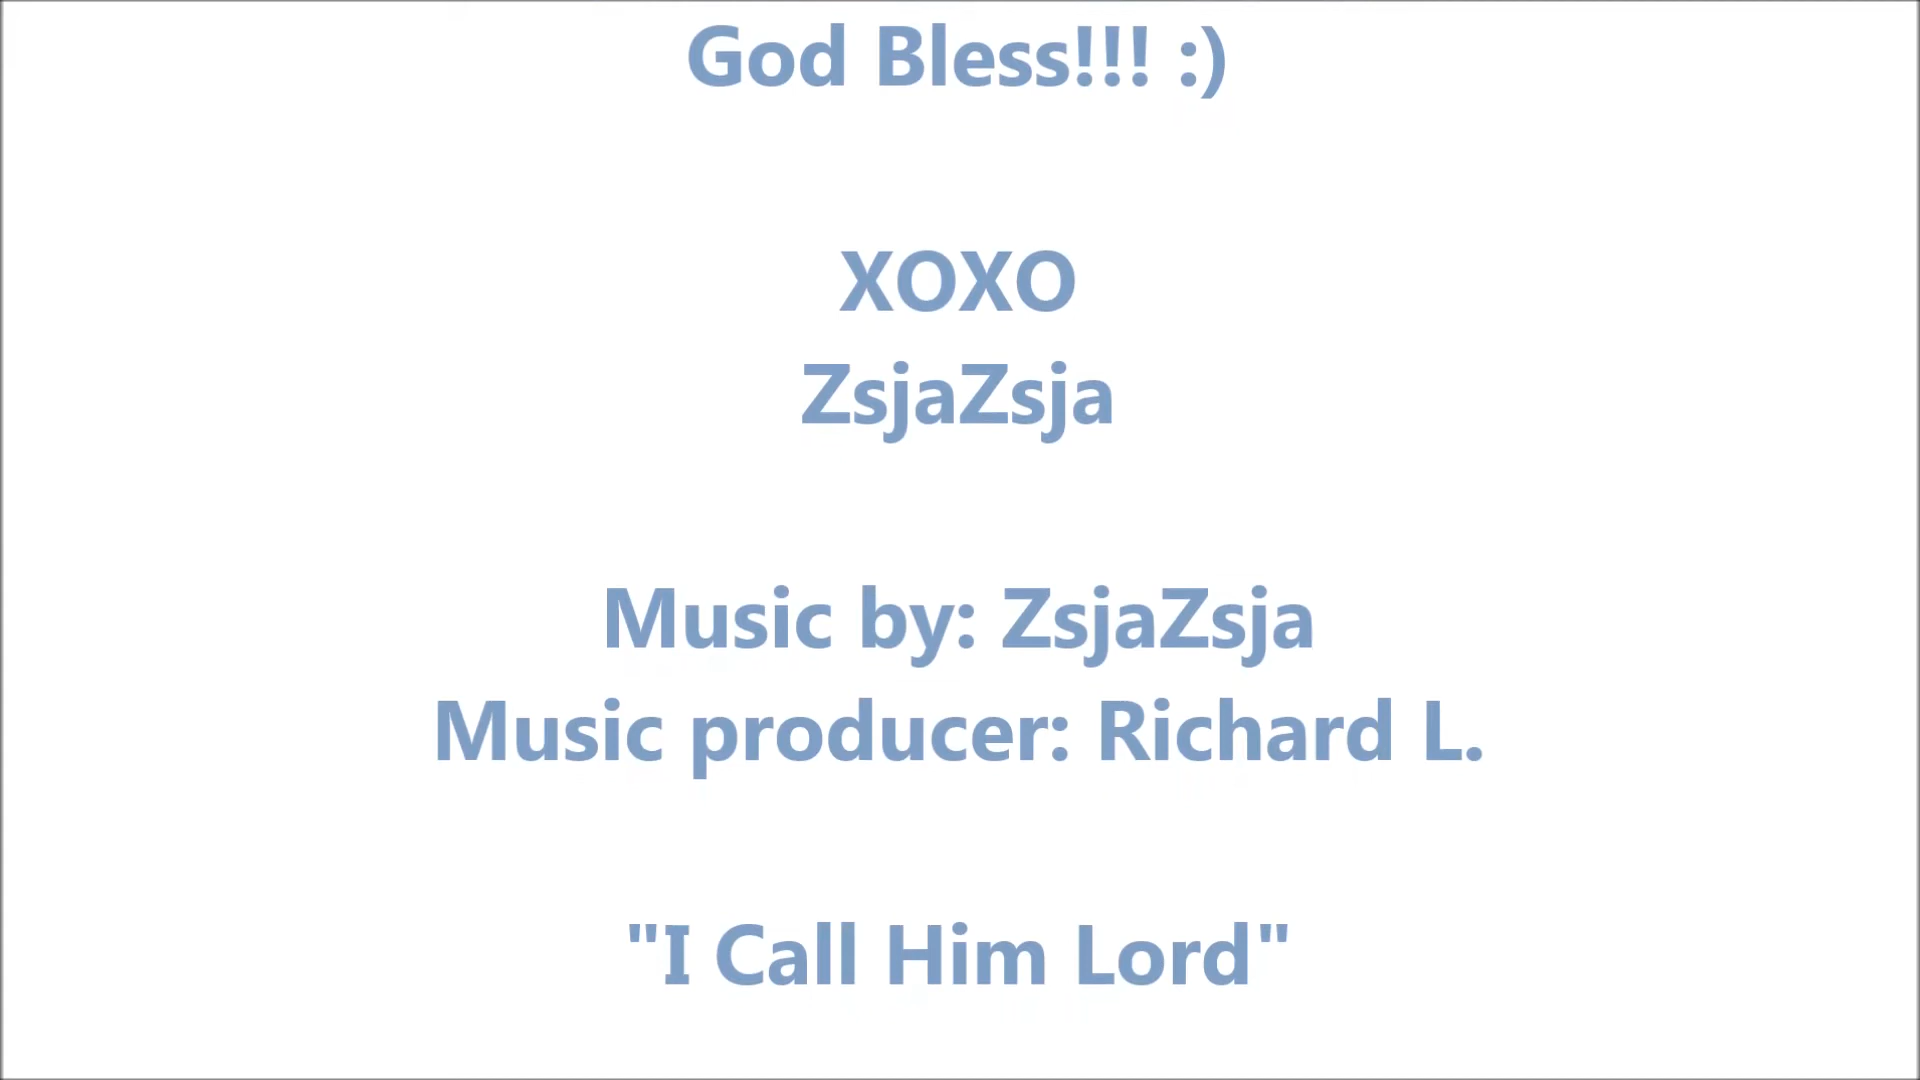 God Bless!!! :)
XOXO
ZsjaZsja
Music by: ZsjaZsja
Music producer: Richard L.
"I Call Him Lord"